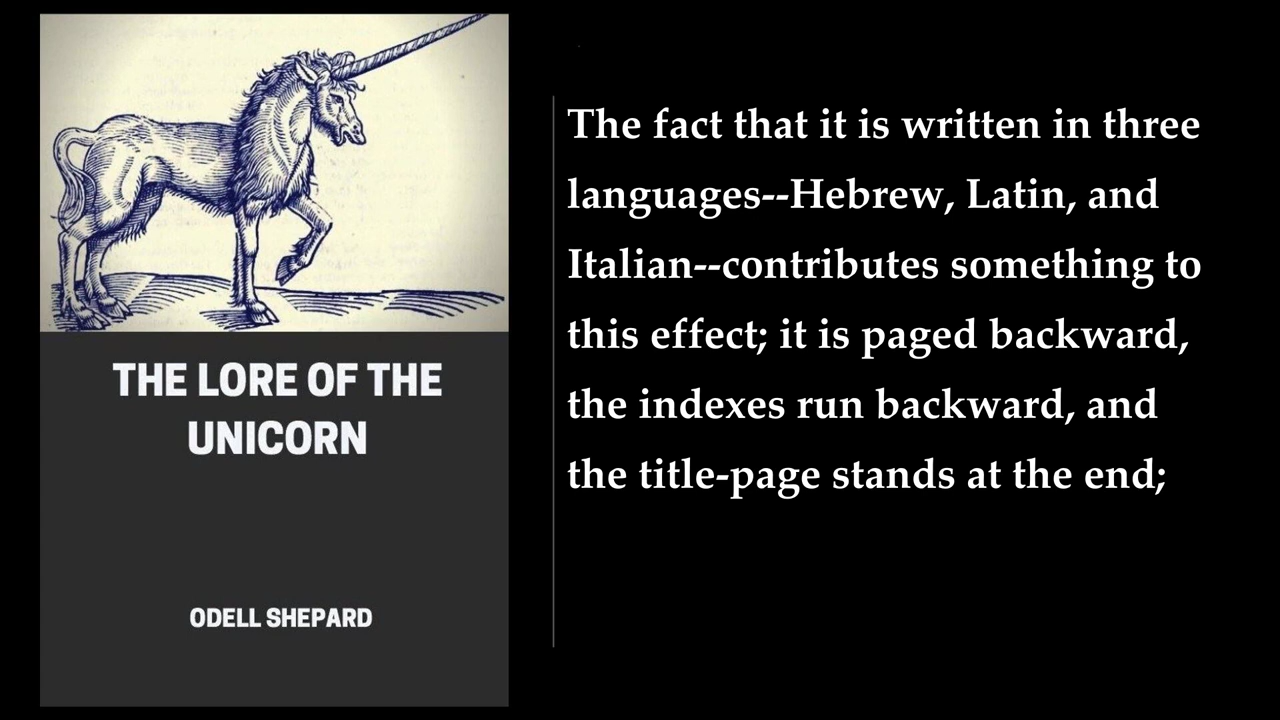 THE LORE OF THE
UNICORN
ODELL SHEPARD
The fact that it is written in three
languages--Hebrew, Latin, and
Italian--contributes something to
this effect; it is paged backward,
the indexes run backward, and
the title-page stands at the end;